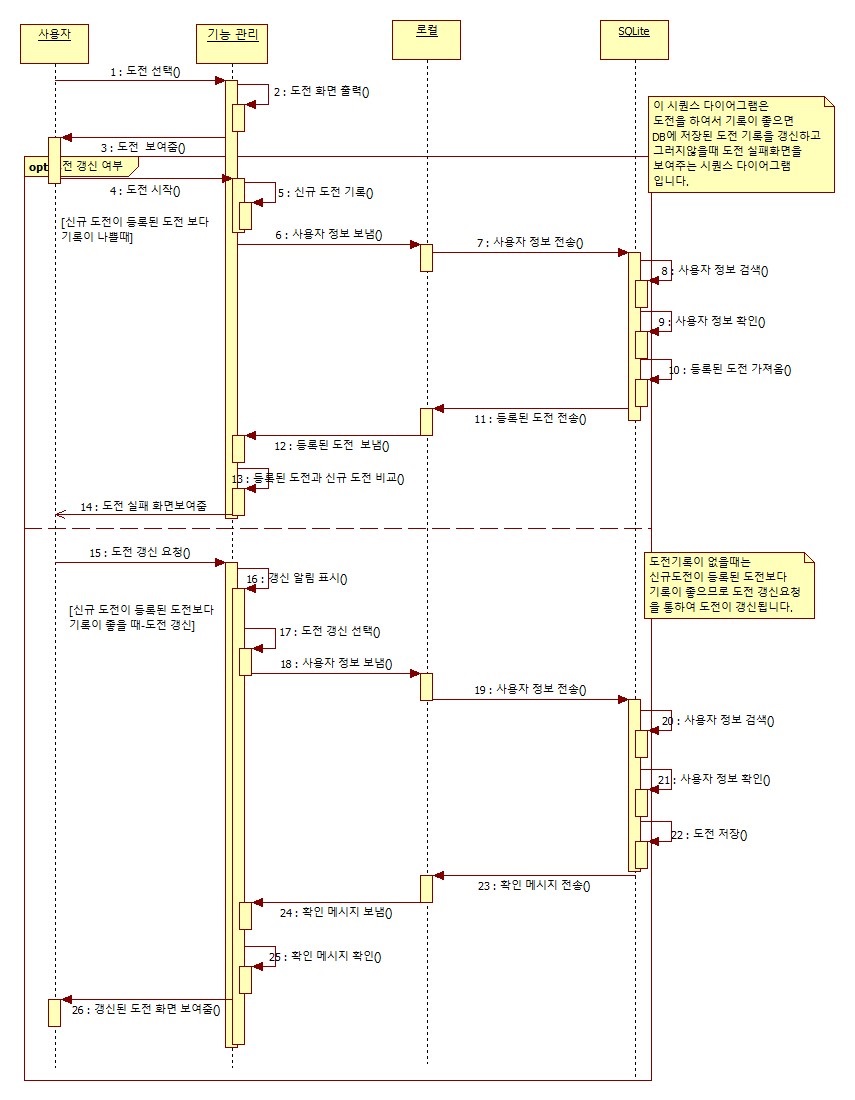 사용자
기능 관리
로컬
SQLite
1 : 도전 선택()
2 : 도전 화면 출력()
이 시퀀스 다이어그램은
도전을 하여서 기록이 좋으면
DB에 저장된 도전 기록을 갱신하고
그러지않을때 도전 실패화면을
보여주는 시퀀스 다이어그램
입니다.
3 : 도전 보여줌()
opt 전 갱신 여부
4 : 도전 시작()
5 : 신규 도전 기록()
[신규 도전이 등록된 도전 보다
기록이 나쁠때]
6 : 사용자 정보 보냄()
7 : 사용자 정보 전송()
8 : 사용자 정보 검색()
9 : 사용자 정보 확인()
10 : 등록된 도전 가져옴()
11 : 등록된 도전 전송()
12 : 등록된 도전 보냄()
13 : 등록된 도전과 신규 도전 비교()
14 : 도전 실패 화면보여줌
15 : 도전 갱신 요청()
16 : 갱신 알림 표시()
도전기록이 없을때는
신규도전이 등록된 도전보다
기록이 좋으므로 도전 갱신요청
을 통하여 도전이 갱신됩니다.
[신규 도전이 등록된 도전보다
기록이 좋을 때-도전 갱신]
17 : 도전 갱신 선택()
18 : 사용자 정보 보냄()
19 : 사용자 정보 전송()
20 : 사용자 정보 검색()
21 : 사용자 정보 확인()
22 : 도전 저장()
23 : 확인 메시지 전송()
24 : 확인 메시지 보냄()
25 : 확인 메시지 확인()
26 : 갱신된 도전 화면 보여줌()